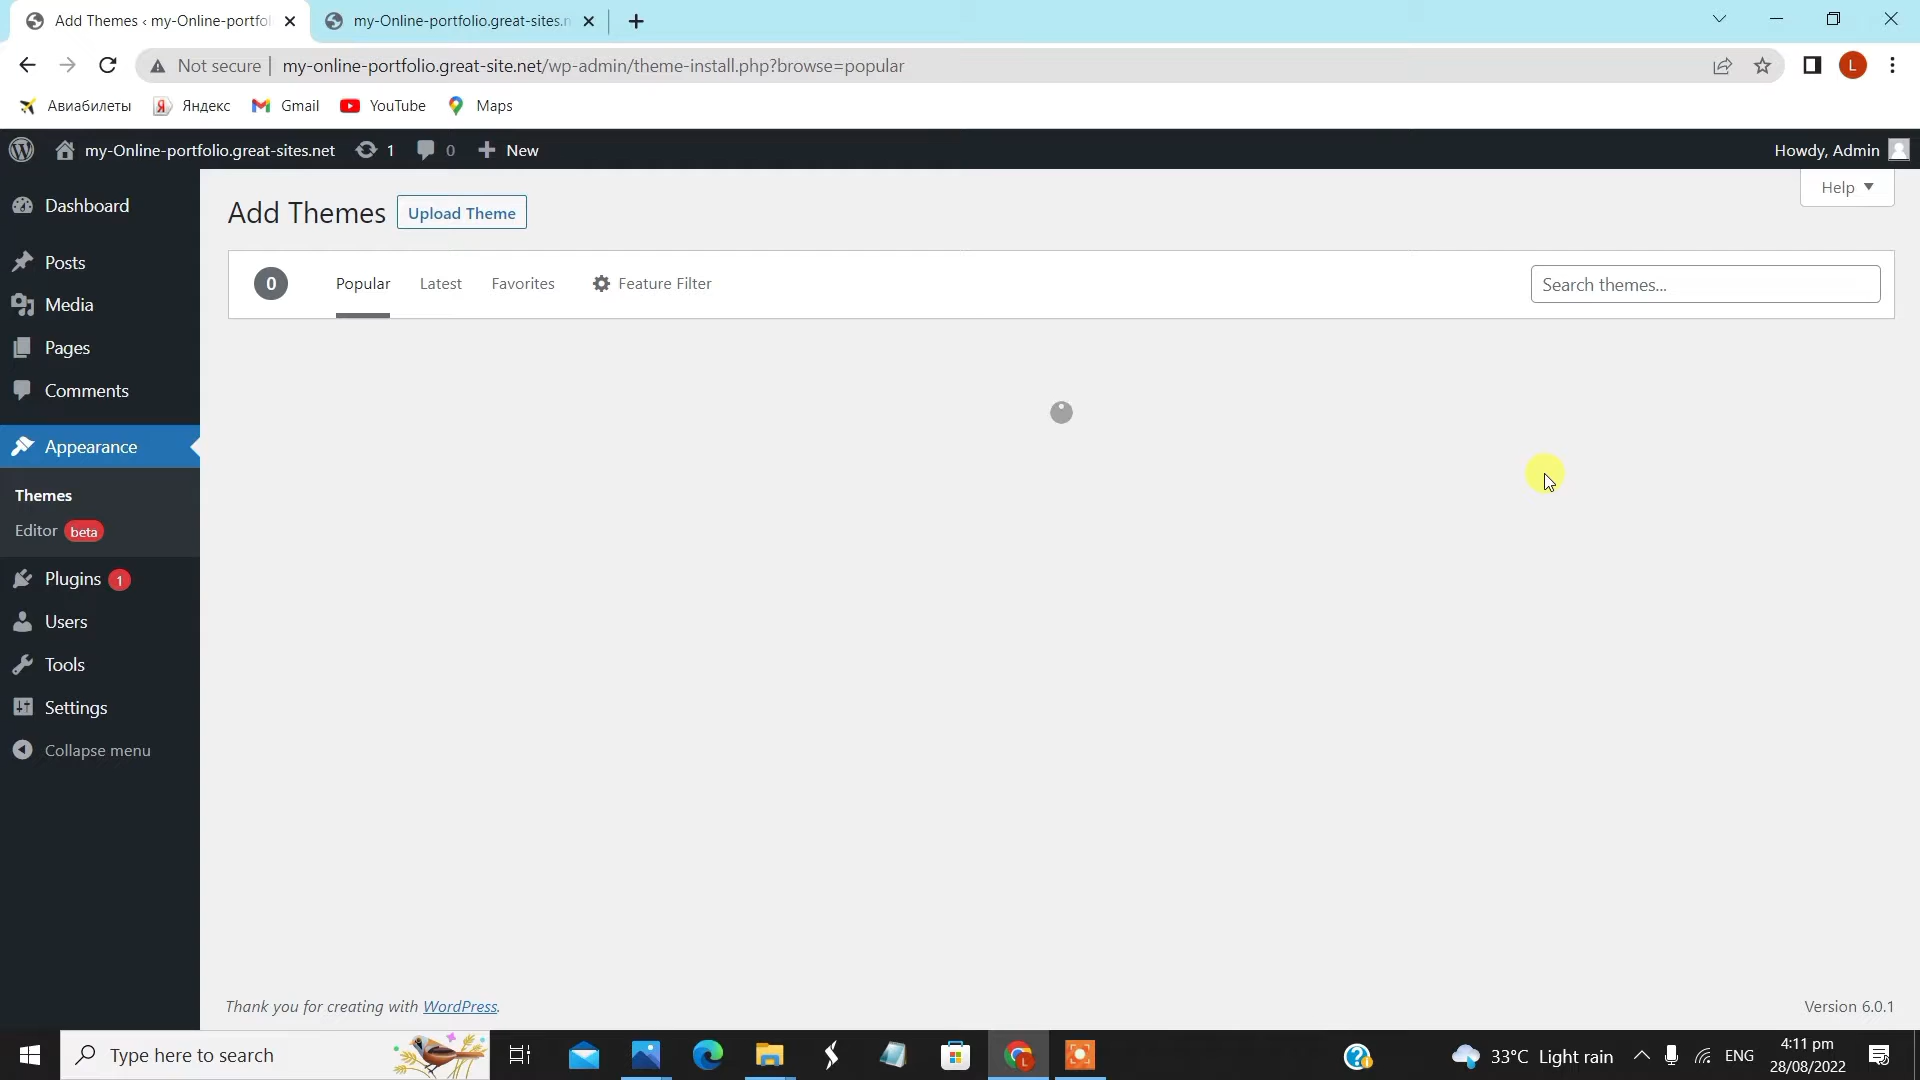 Add Themes ‹ my-Online-portfol
my-Online-portfolio.great-sites.n
Not secure
my-online-portfolio.great-site.net/wp-admin/theme-install.php?browse=popular
L
Авиабилеты
Яндекс
Gmail
YouTube
Maps
my-Online-portfolio.great-sites.net
1
0
New
Howdy, Admin
Dashboard
Posts
Media
Pages
Comments
Appearance
Themes
Editor beta
Plugins 1
Users
Tools
Settings
Collapse menu
Help
Add Themes
Upload Theme
0
Popular
Latest
Favorites
Feature Filter
Search themes...
Thank you for creating with WordPress.
Version 6.0.1
Type here to search
33°C Light rain
ENG
4:11 pm
28/08/2022